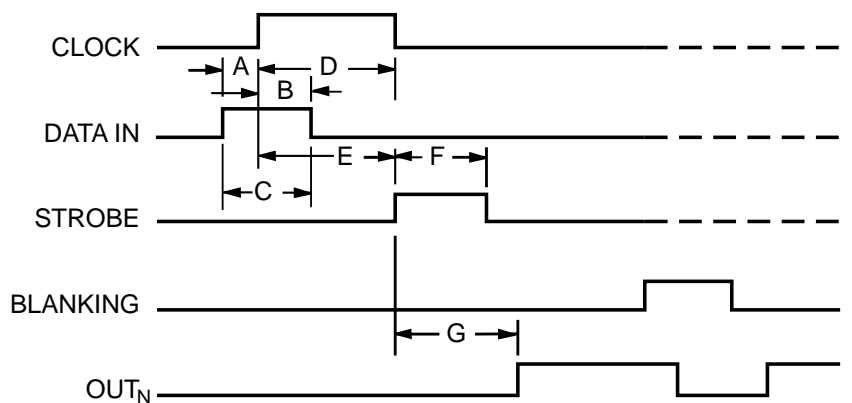 CLOCK
A
D
B
DATA IN
E
F
C
STROBE
BLANKING
G
OUTN